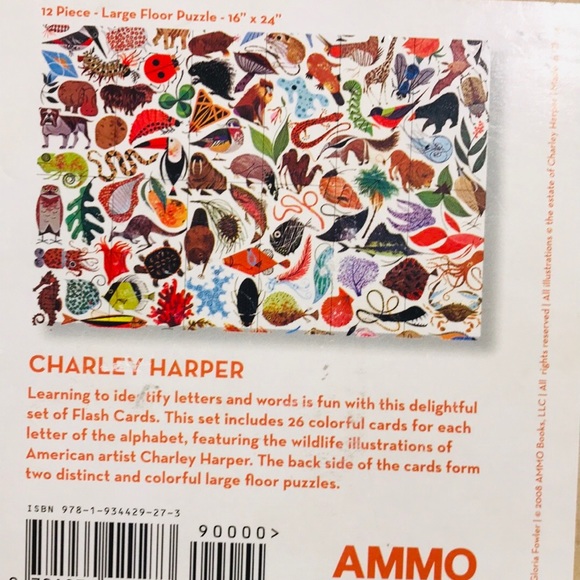 12 Piece - Large Floor Puzzle - 16" x 24"
CHARLEY HARPER
Learning to identify letters and words is fun with this delightful
set of Flash Cards. This set includes 26 colorful cards for each
letter of the alphabet, featuring the wildlife illustrations of
American artist Charley Harper. The back side of the cards form
two distinct and colorful large floor puzzles.
ISBN 978-1-934429-27-3
90000>
AMMO
Gloria Fowler | © 2008 AMMO Books, LLC | All rights reserved | All illustrations © the estate of Charley Harper |